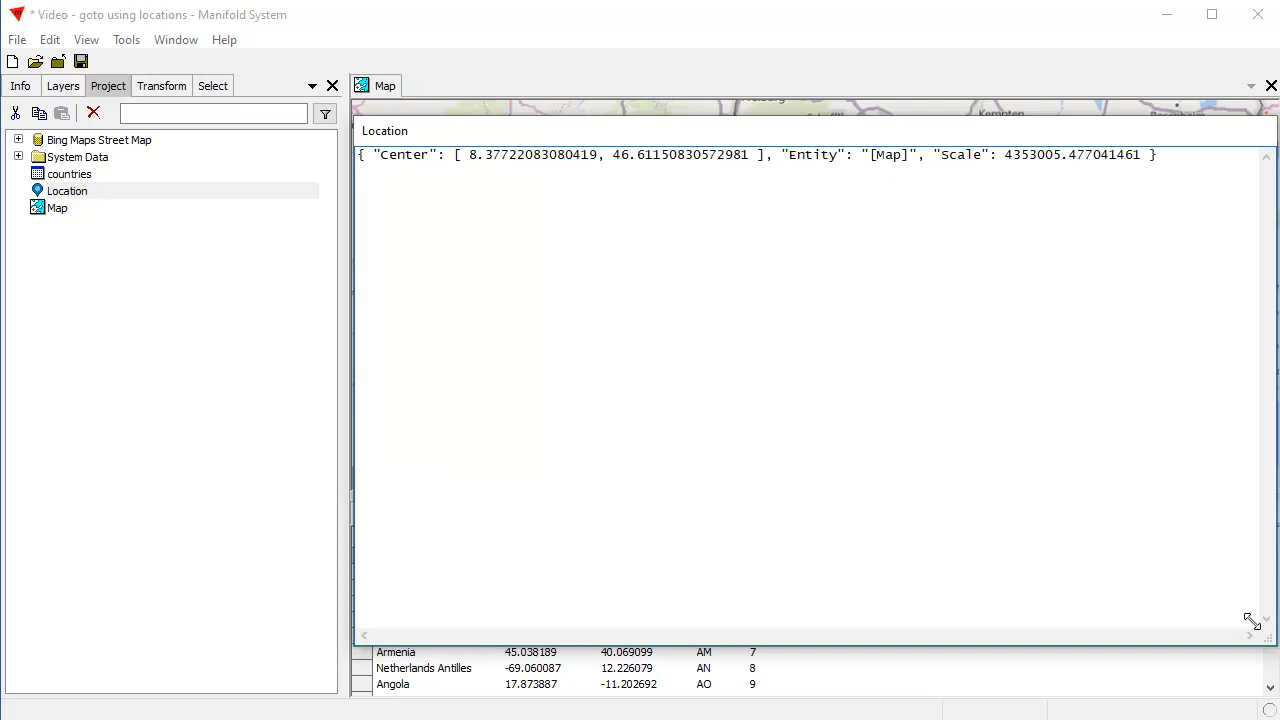 * Video - goto using locations - Manifold System
File Edit View Tools Window Help
Info Layers Project Transform Select
Map
Bing Maps Street Map
System Data
countries
Location
Map
Kempten
Location
{ "Center": [ 8.37722083080419, 46.61150830572981 ], "Entity": "[Map]", "Scale": 4353005.477041461 }
Armenia 45.038189 40.069099 AM 7
Netherlands Antilles -69.060087 12.226079 AN 8
Angola 17.873887 -11.202692 AO 9